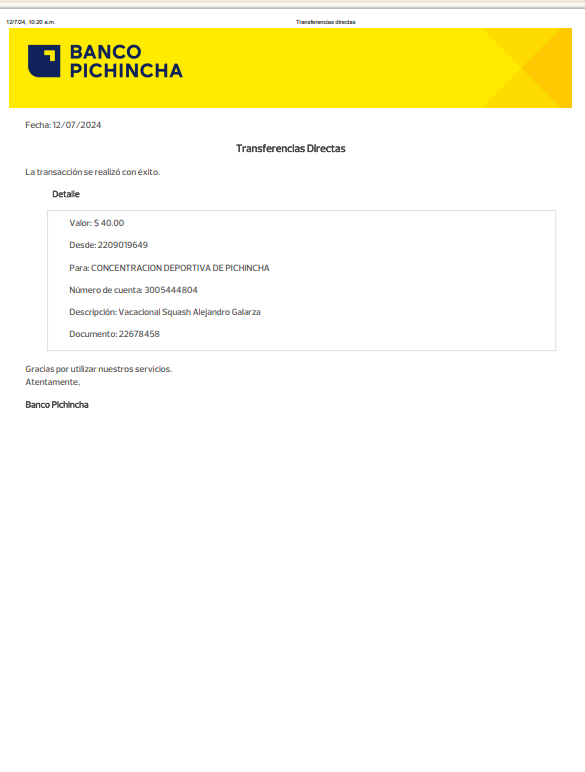 12/7/24, 10:20 a.m.
Transferencias directas
BANCO
PICHINCHA
Fecha: 12/07/2024
Transferencias Directas
La transacción se realizó con éxito.
Detalle
Valor: $ 40.00
Desde: 2209019649
Para: CONCENTRACION DEPORTIVA DE PICHINCHA
Número de cuenta: 3005444804
Descripción: Vacacional Squash Alejandro Galarza
Documento: 22678458
Gracias por utilizar nuestros servicios.
Atentamente,
Banco Pichincha